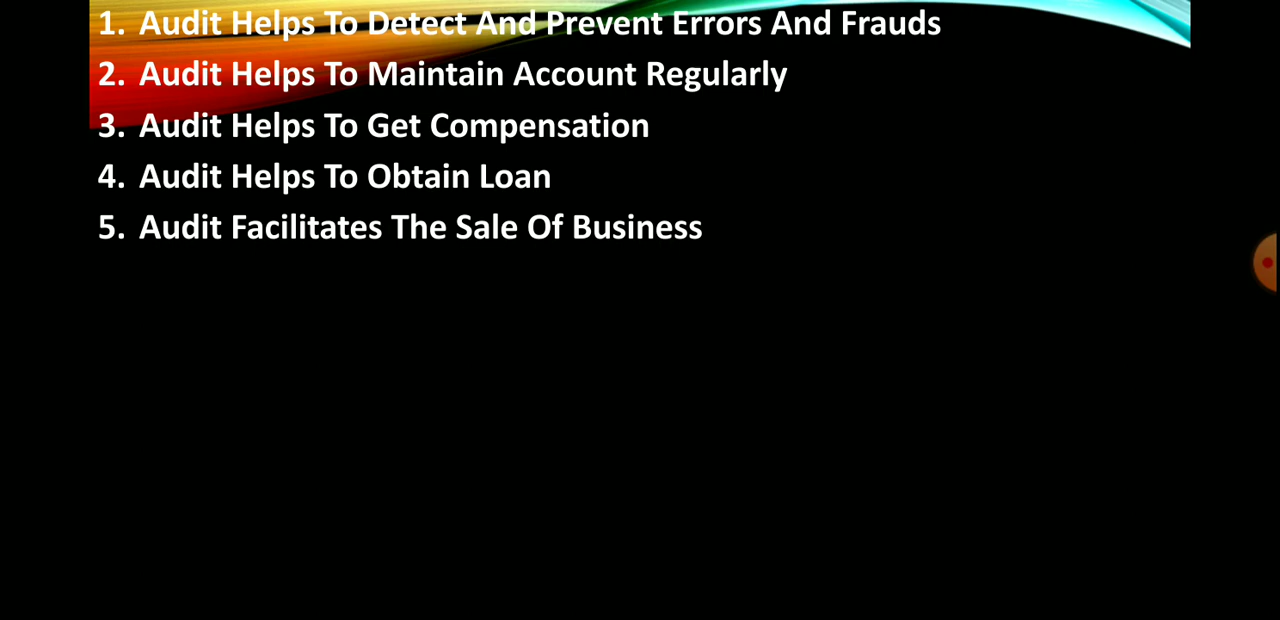 1. Audit Helps To Detect And Prevent Errors And Frauds
2. Audit Helps To Maintain Account Regularly
3. Audit Helps To Get Compensation
4. Audit Helps To Obtain Loan
5. Audit Facilitates The Sale Of Business